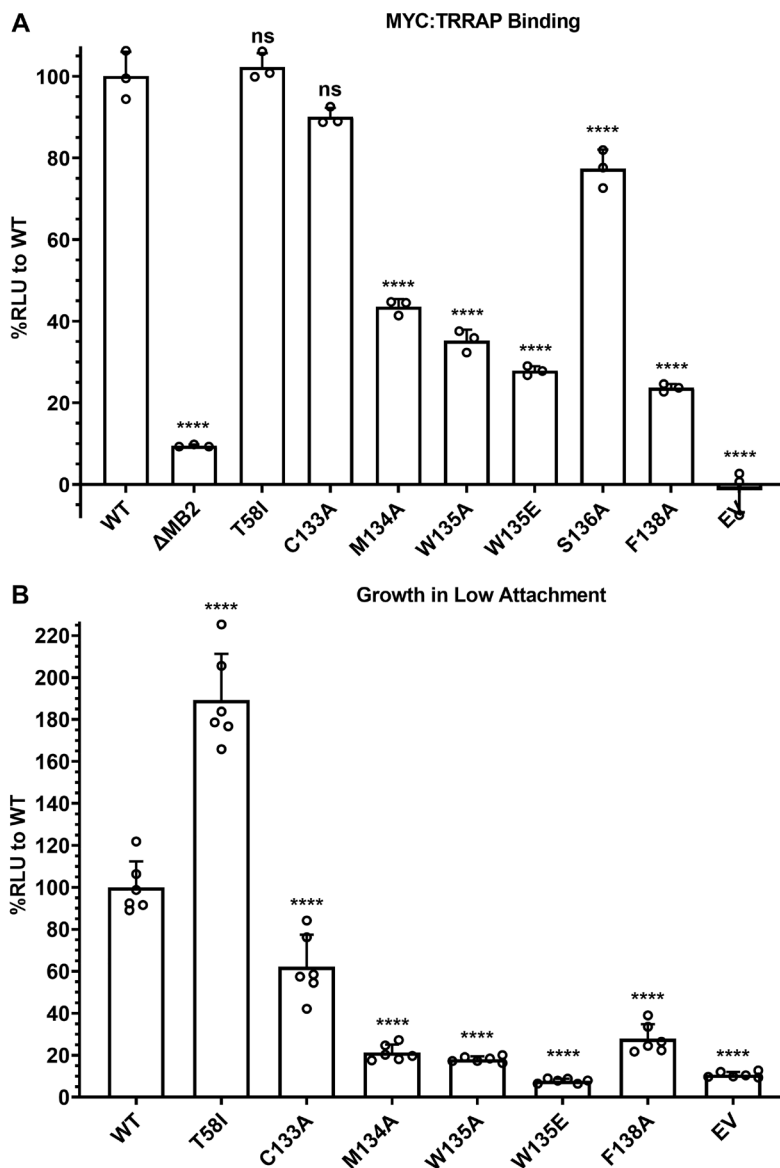 A
MYC:TRRAP Binding
%RLU to WT
100
80
60
40
20
0
ns
ns
****
****
****
****
****
****
****
WT
ΔMB2
T58I
C133A
M134A
W135A
W135E
S136A
F138A
EV
B
Growth in Low Attachment
%RLU to WT
220
200
180
160
140
120
100
80
60
40
20
0
****
****
****
****
****
****
****
WT
T58I
C133A
M134A
W135A
W135E
F138A
EV